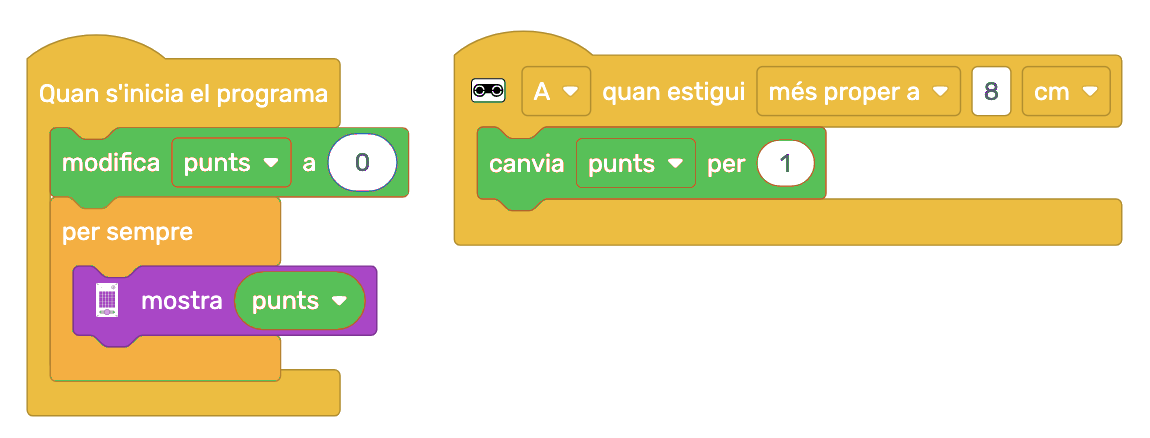 Quan s'inicia el programa
modifica punts a 0
per sempre
mostra punts
A quan estigui més proper a 8 cm
canvia punts per 1